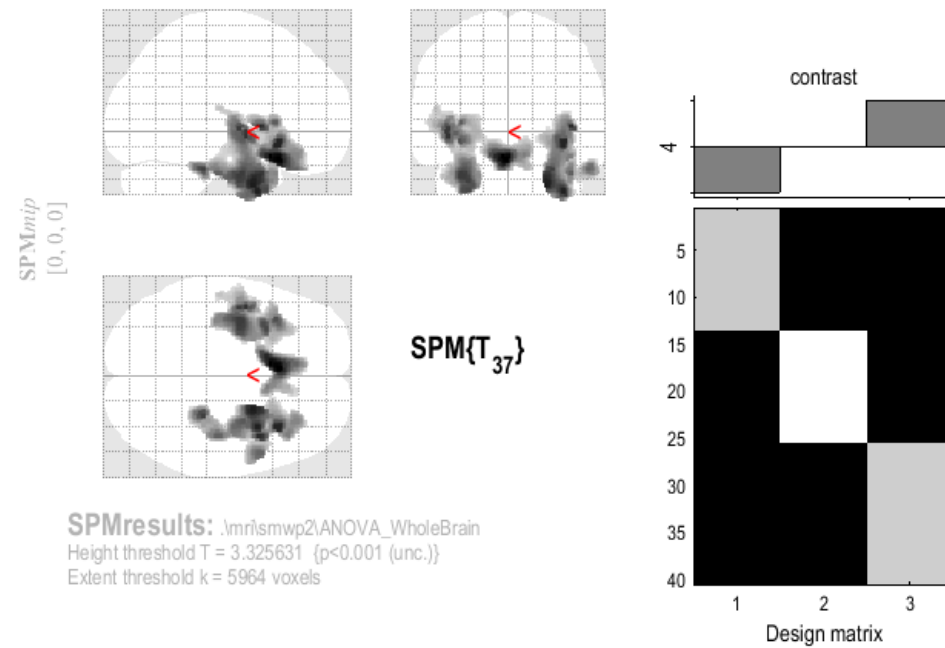 contrast
4
SPMmip
[0, 0, 0]
<
<
<
SPM{T_37}
5
10
15
20
25
30
35
40
1 2 3
Design matrix
SPMresults: .\mri\smwp2\ANOVA_WholeBrain
Height threshold T = 3.325631 {p<0.001 (unc.)}
Extent threshold k = 5964 voxels